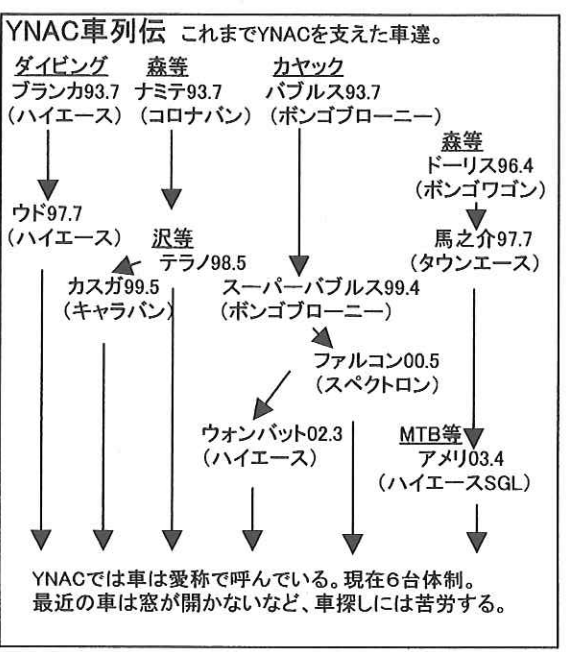 YNAC車列伝 これまでYNACを支えた車達。
ダイビング 森等 カヤック
ブランカ93.7 ナミテ93.7 バブルス93.7
(ハイエース) (コロナバン) (ボンゴブローニー)
森等
ドーリス96.4
(ボンゴワゴン)
ウド97.7
(ハイエース)
沢等
馬之介97.7
テラノ98.5
(タウンエース)
カスガ99.5
(キャラバン)
スーパーバブルス99.4
(ボンゴブローニー)
ファルコン00.5
(スペクトロン)
ウォンバット02.3
(ハイエース)
MTB等
アメリ03.4
(ハイエースSGL)
YNACでは車は愛称で呼んでいる。現在6台体制。
最近の車は窓が開かないなど、車探しには苦労する。